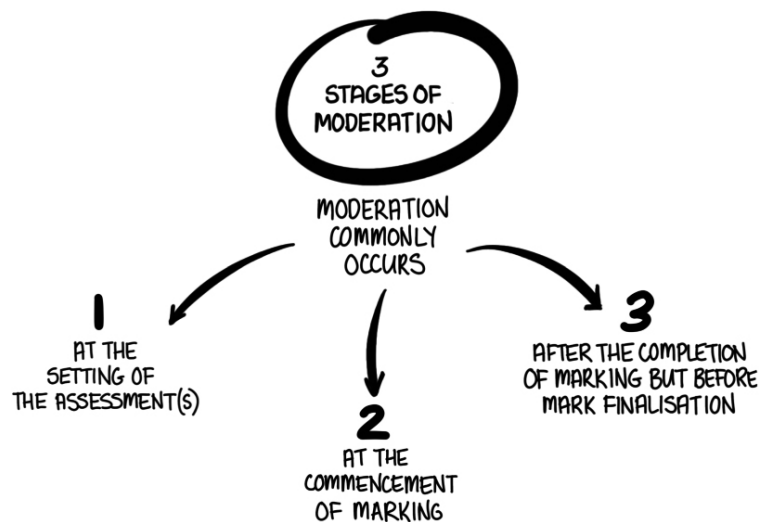 3
STAGES OF
MODERATION
MODERATION
COMMONLY
OCCURS
1
AT THE
SETTING OF
THE ASSESSMENT(S)
2
AT THE
COMMENCEMENT
OF MARKING
3
AFTER THE COMPLETION
OF MARKING BUT BEFORE
MARK FINALISATION